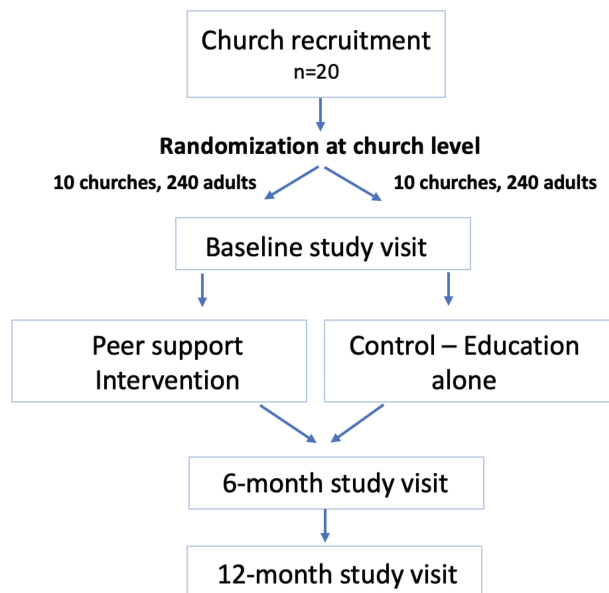 Church recruitment
n=20
Randomization at church level
10 churches, 240 adults
10 churches, 240 adults
Baseline study visit
Peer support
Intervention
Control – Education
alone
6-month study visit
12-month study visit